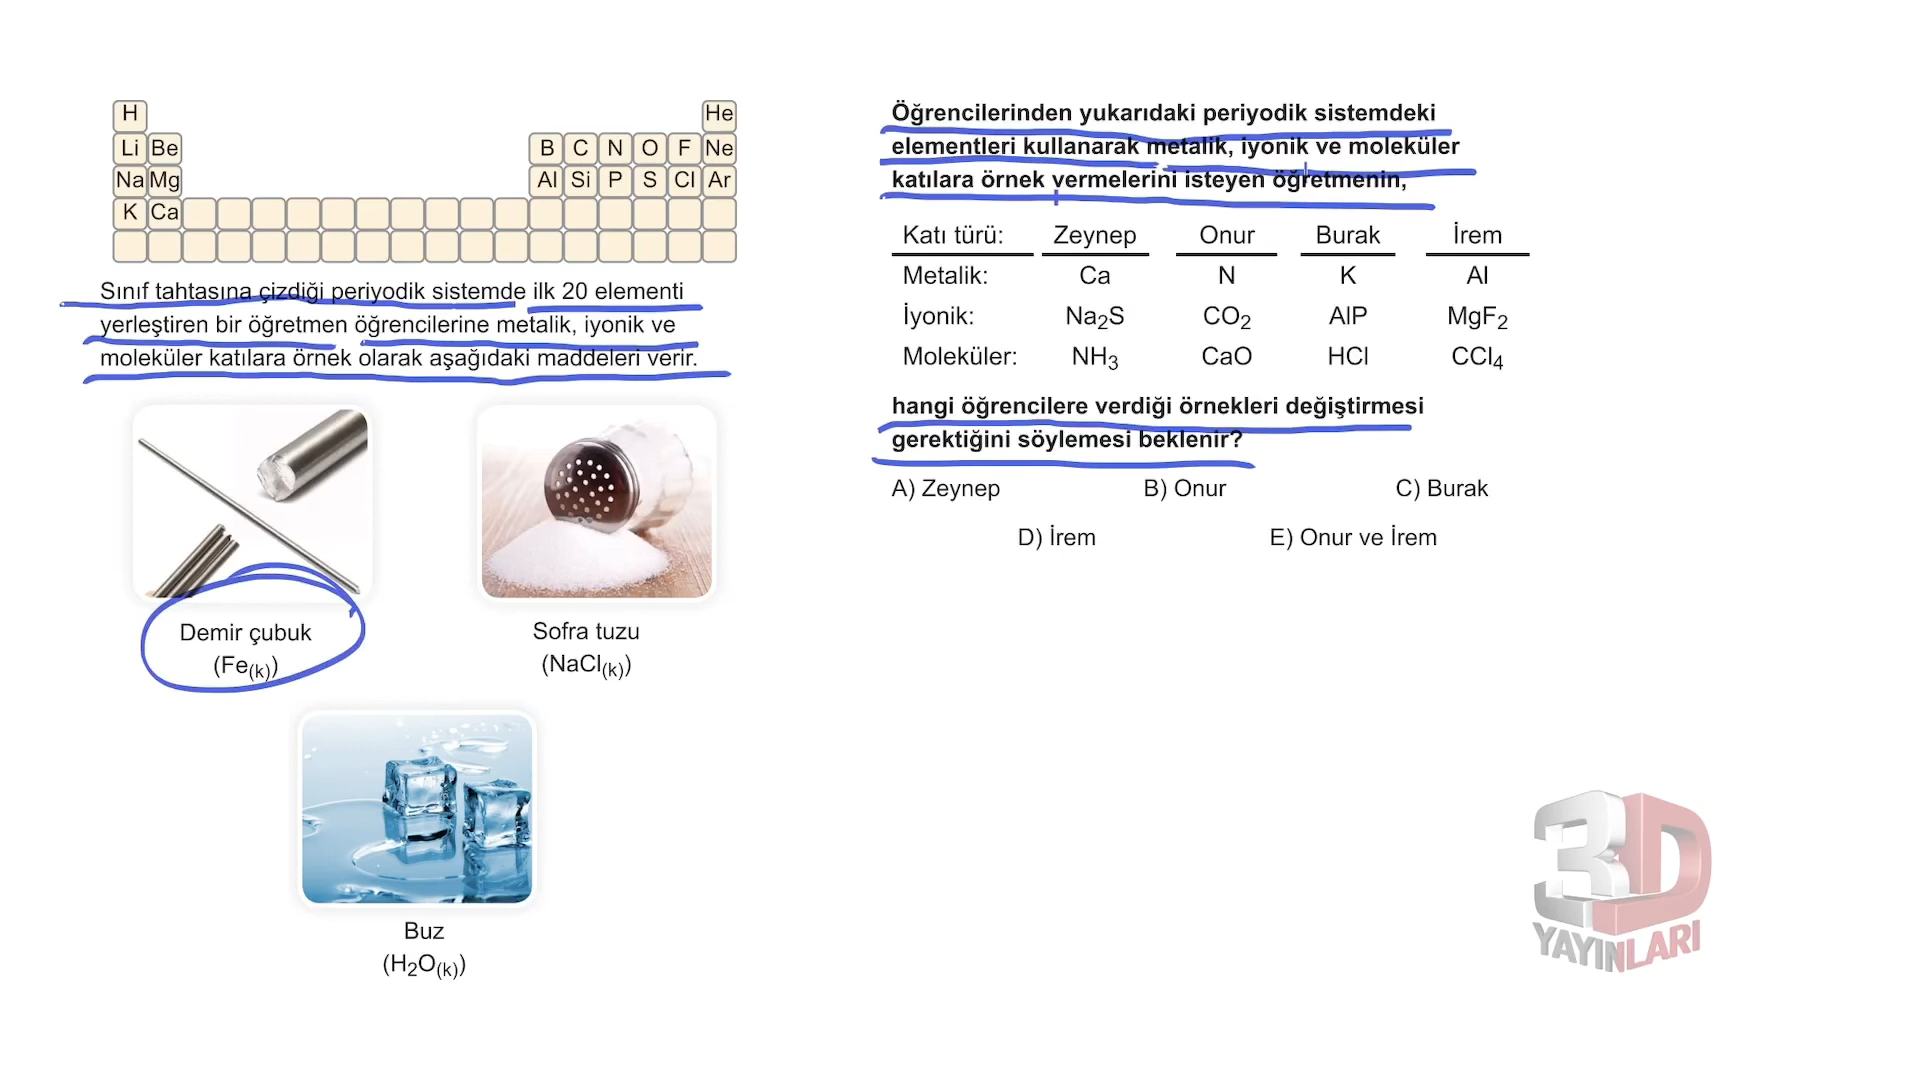 H He
Li Be B C N O F Ne
Na Mg Al Si P S Cl Ar
K Ca
Sınıf tahtasına çizdiği periyodik sistemde ilk 20 elementi
yerleştiren bir öğretmen öğrencilerine metalik, iyonik ve
moleküler katılara örnek olarak aşağıdaki maddeleri verir.
Demir çubuk
(Fe(k))
Sofra tuzu
(NaCl(k))
Buz
(H2O(k))
Öğrencilerinden yukarıdaki periyodik sistemdeki
elementleri kullanarak metalik, iyonik ve moleküler
katılara örnek vermelerini isteyen öğretmenin,
Katı türü: Zeynep Onur Burak İrem
Metalik: Ca N K Al
İyonik: Na2S CO2 AlP MgF2
Moleküler: NH3 CaO HCl CCl4
hangi öğrencilere verdiği örnekleri değiştirmesi
gerektiğini söylemesi beklenir?
A) Zeynep B) Onur C) Burak
D) İrem E) Onur ve İrem
3D
YAYINLARI